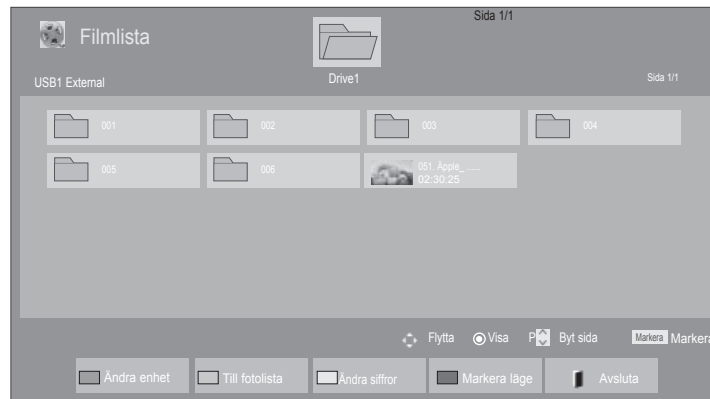 Sida 1/1
Filmlista
USB1 External
Drive1
Sida 1/1
001
002
003
004
005
006
051. Äpple_ ......
02:30:25
Flytta
Visa
P
Byt sida
Markera
Markera
Ändra enhet
Till fotolista
Ändra siffror
Markera läge
Avsluta